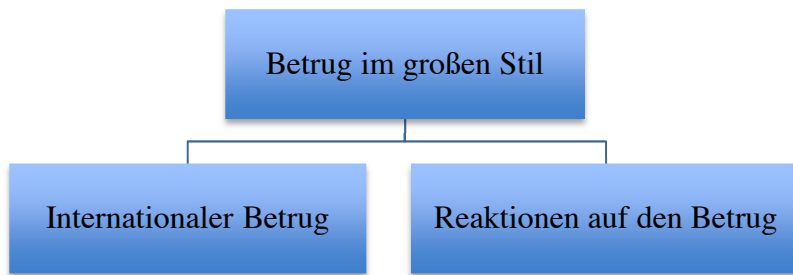 Betrug im großen Stil
Internationaler Betrug
Reaktionen auf den Betrug